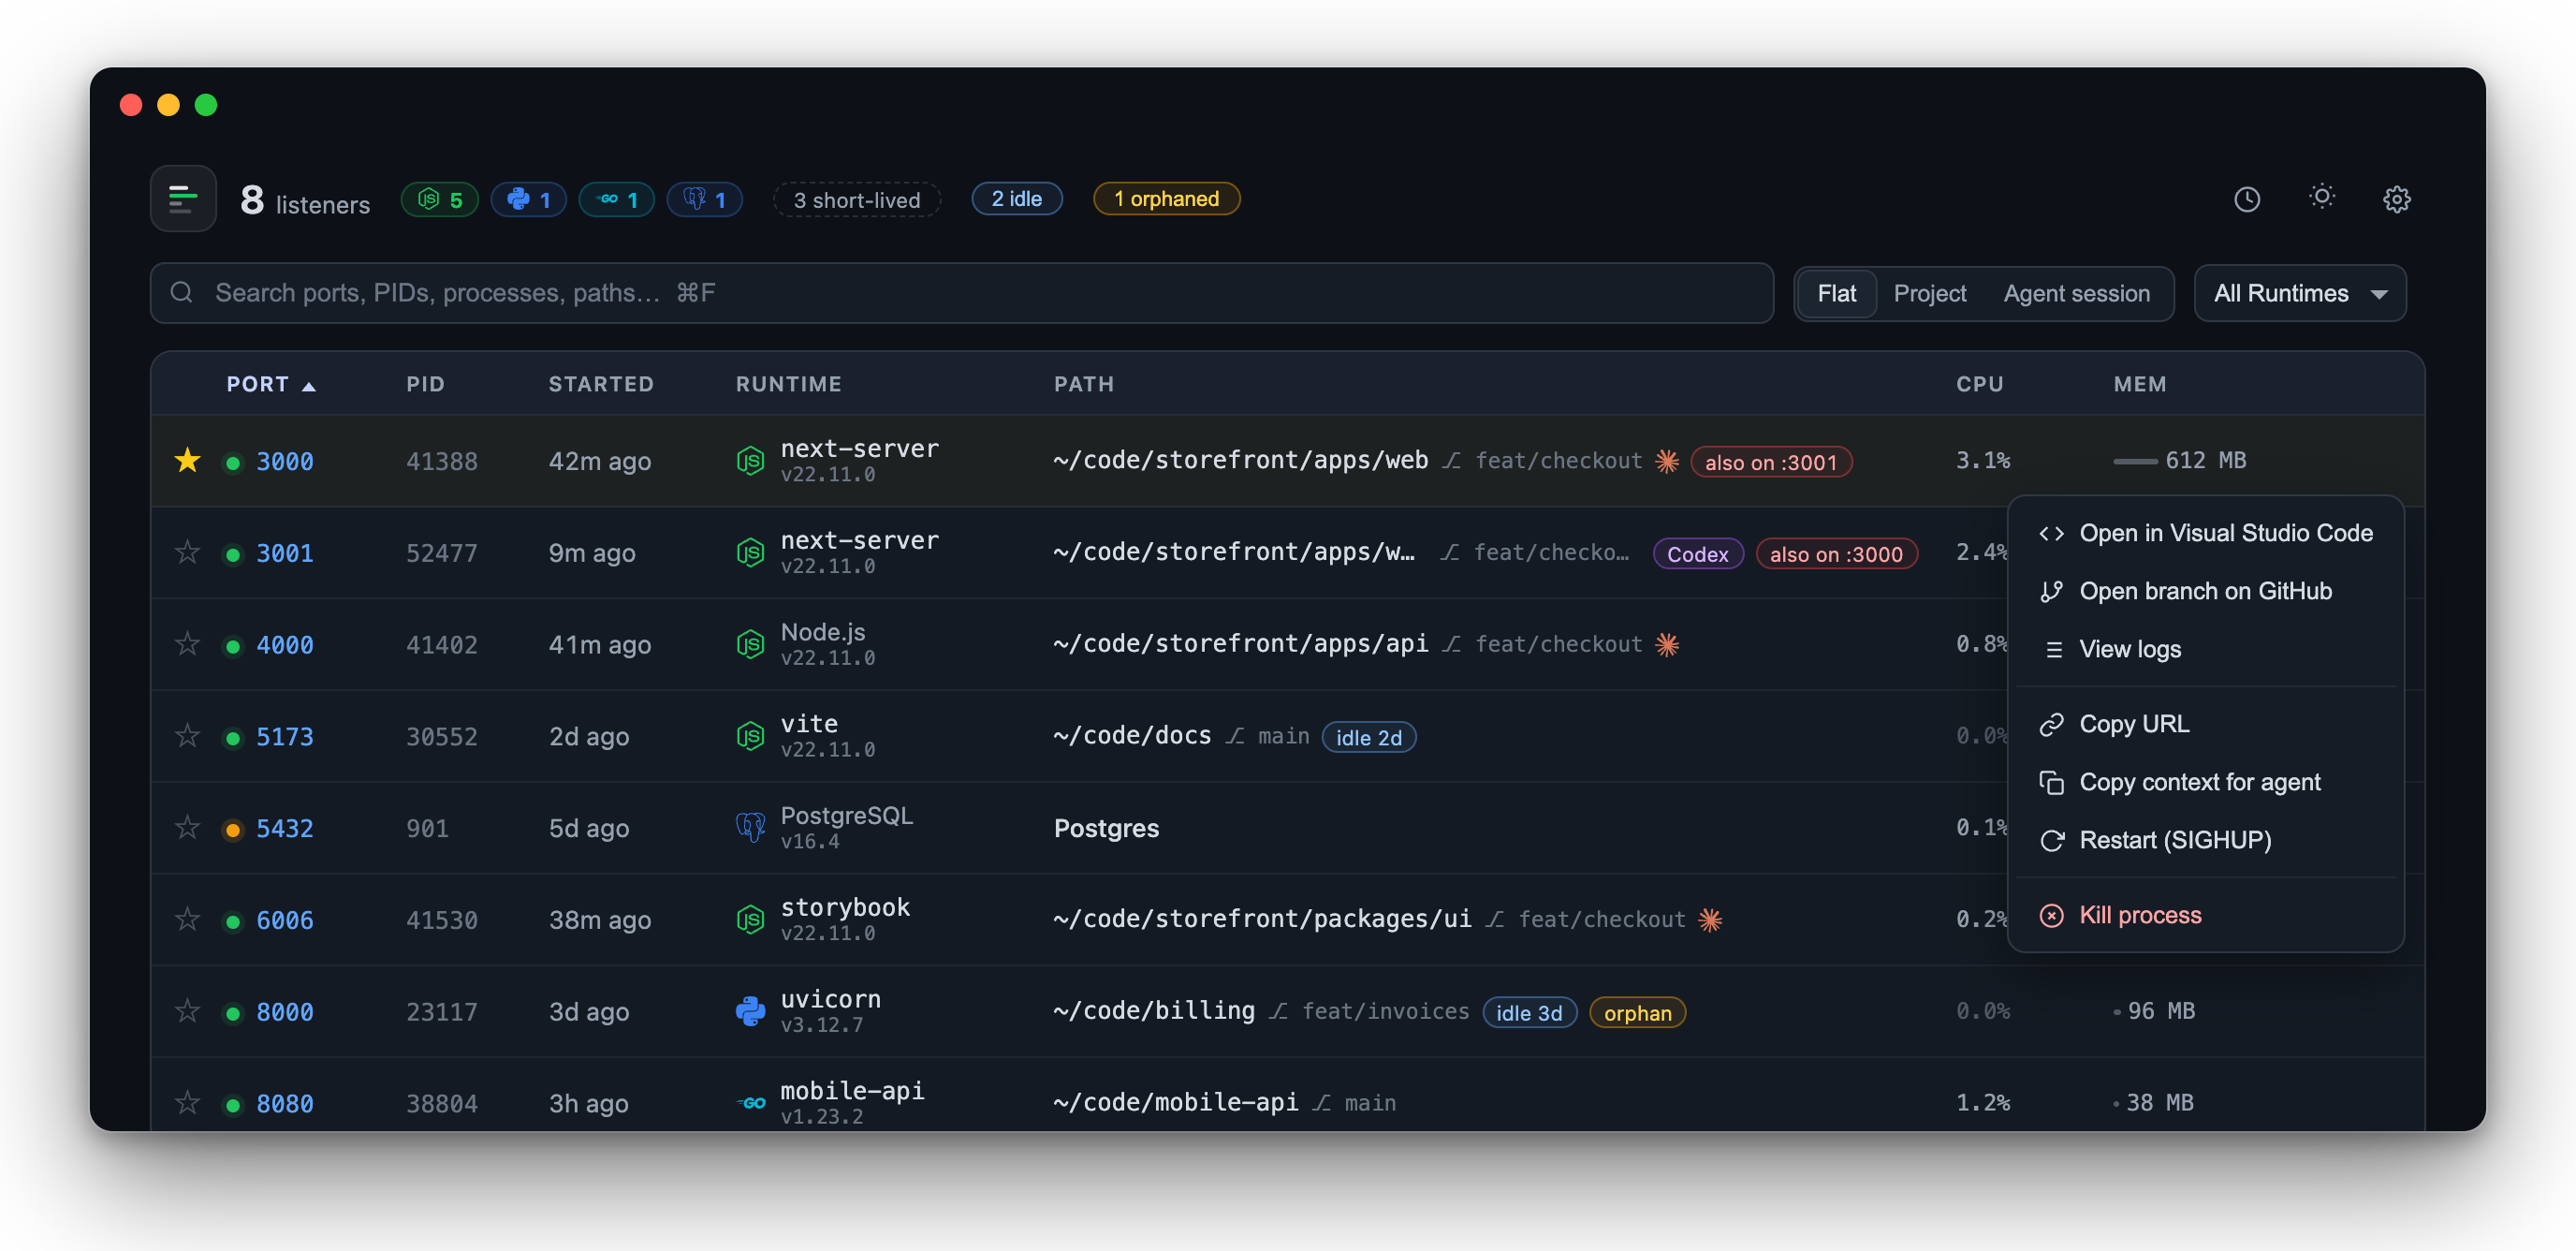 8 listeners 5 1 GO 1 1 3 short-lived 2 idle 1 orphaned
Search ports, PIDs, processes, paths… ⌘F Flat Project Agent session All Runtimes
PORT PID STARTED RUNTIME PATH CPU MEM
3000 41388 42m ago next-server ~/code/storefront/apps/web feat/checkout also on :3001 3.1% 612 MB
v22.11.0
3001 52477 9m ago next-server ~/code/storefront/apps/w… feat/checko… Codex also on :3000 2.4%
v22.11.0
4000 41402 41m ago Node.js ~/code/storefront/apps/api feat/checkout 0.8%
v22.11.0
5173 30552 2d ago vite ~/code/docs main idle 2d 0.0%
v22.11.0
5432 901 5d ago PostgreSQL Postgres 0.1%
v16.4
6006 41530 38m ago storybook ~/code/storefront/packages/ui feat/checkout 0.2%
v22.11.0
8000 23117 3d ago uvicorn ~/code/billing feat/invoices idle 3d orphan 0.0% 96 MB
v3.12.7
8080 38804 3h ago GO mobile-api ~/code/mobile-api main 1.2% 38 MB
v1.23.2
Open in Visual Studio Code
Open branch on GitHub
View logs
Copy URL
Copy context for agent
Restart (SIGHUP)
Kill process